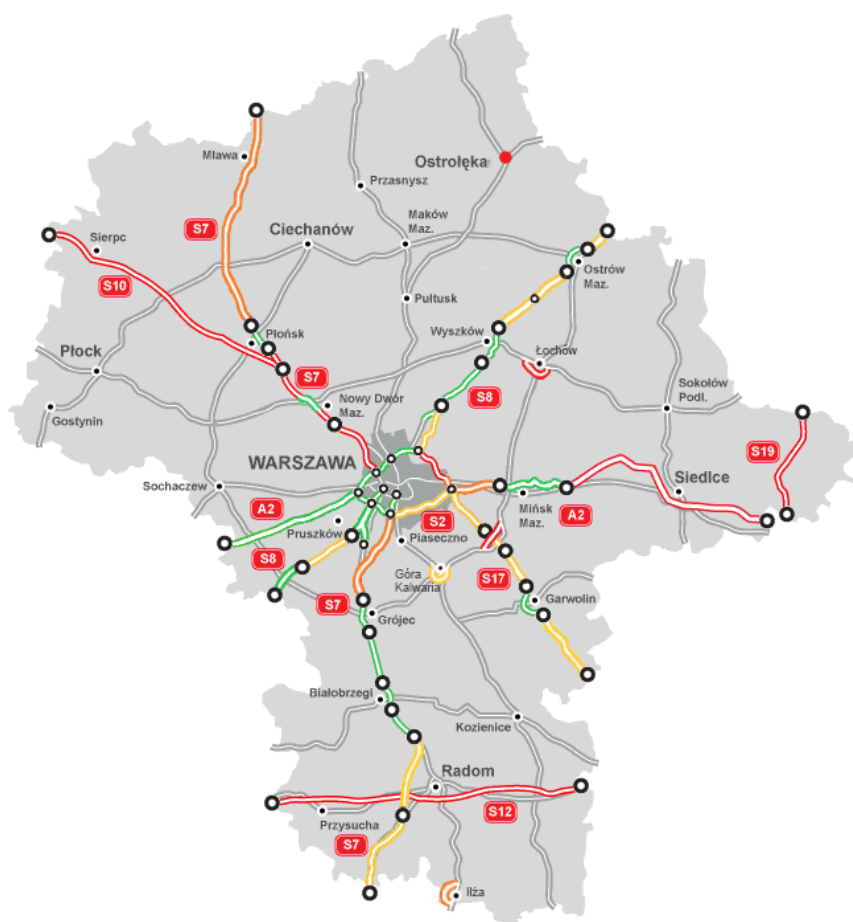 Mława
Ostrołęka
Przasnysz
S7
Sierpc
Ciechanów
Maków
Maz.
S10
Ostrów
Maz.
Pułtusk
Płońsk
Wyszków
Płock
Łochów
S7
Sokołów
Podl.
S8
Nowy Dwór
Maz.
Gostynin
WARSZAWA
S19
Siedlce
Sochaczew
A2
Mińsk
Maz.
A2
S2
Pruszków
Piaseczno
S8
Góra
Kalwaria
S17
S7
Garwolin
Grójec
Białobrzegi
Kozienice
Radom
S12
Przysucha
S7
Iłża